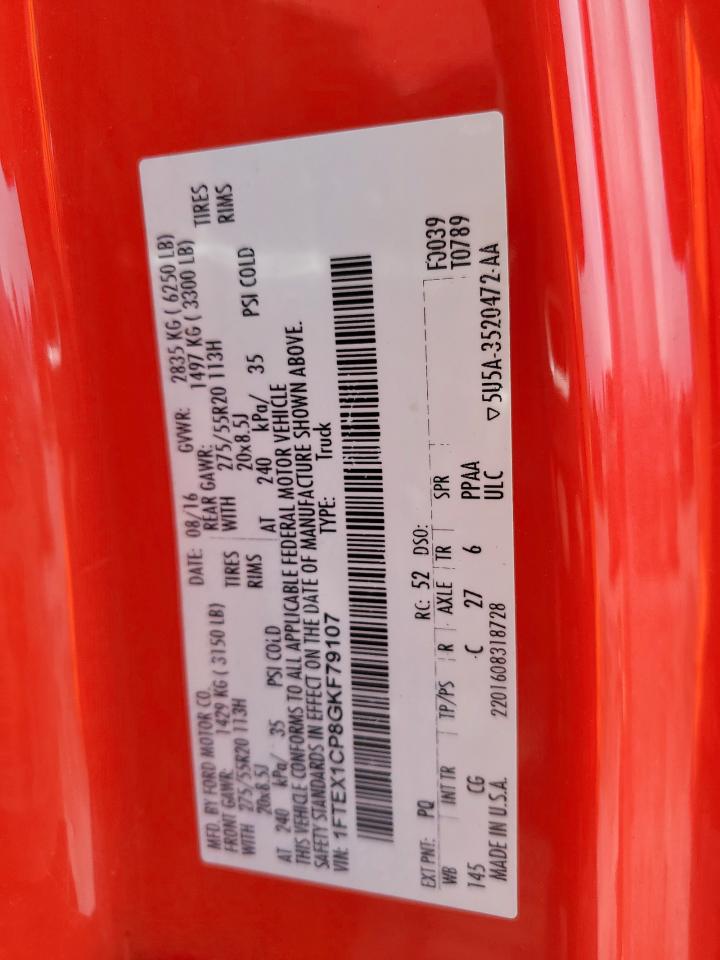 MFD. BY FORD MOTOR CO. DATE: 08/16 GVWR: 2835 KG ( 6250 LB)
FRONT GAWR: 1429 KG ( 3150 LB) REAR GAWR: 1497 KG ( 3300 LB)
WITH 275/55R20 113H TIRES WITH 275/55R20 113H TIRES
20x8.5J RIMS 20x8.5J RIMS
AT 240 kPa/ 35 PSI COLD AT 240 kPa/ 35 PSI COLD
THIS VEHICLE CONFORMS TO ALL APPLICABLE FEDERAL MOTOR VEHICLE
SAFETY STANDARDS IN EFFECT ON THE DATE OF MANUFACTURE SHOWN ABOVE.
VIN: 1FTEX1CP8GKF79107 TYPE: Truck
EXT PNT: PQ RC: 52 DSO: F0039
WB INT TR TP/PS R AXLE TR SPR T0789
145 CG C 27 6 PPAA
MADE IN U.S.A. 2201608318728 ULC ▽5U5A-3520472-AA